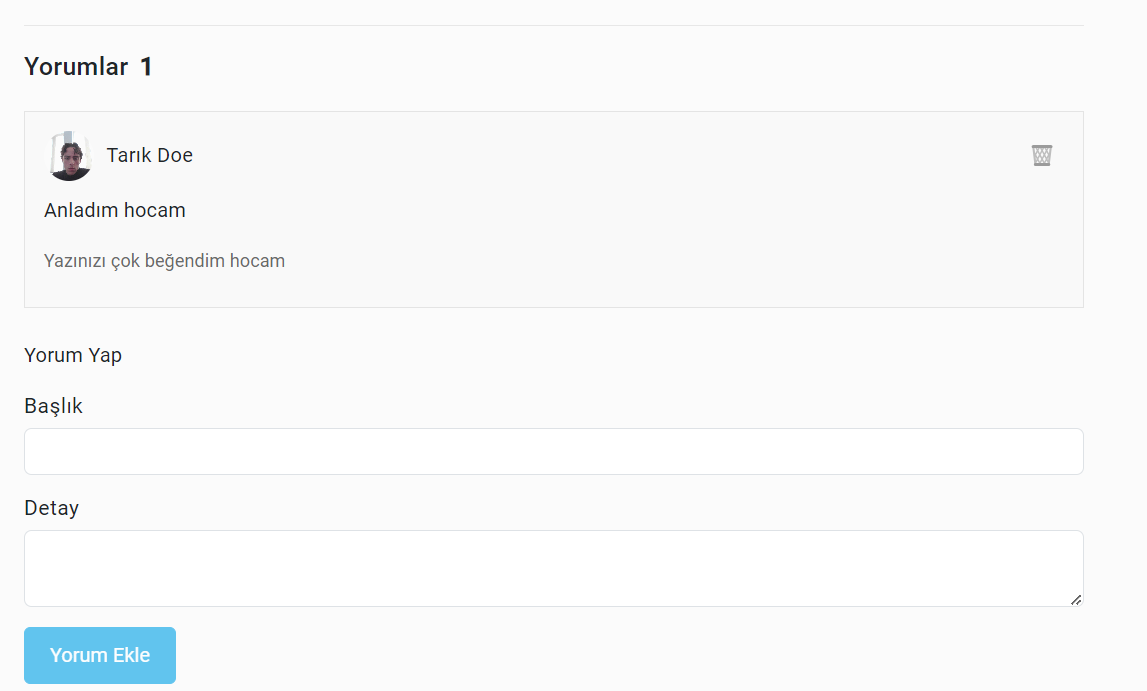 Yorumlar 1
Tarık Doe
Anladım hocam
Yazınızı çok beğendim hocam
Yorum Yap
Başlık
Detay
Yorum Ekle